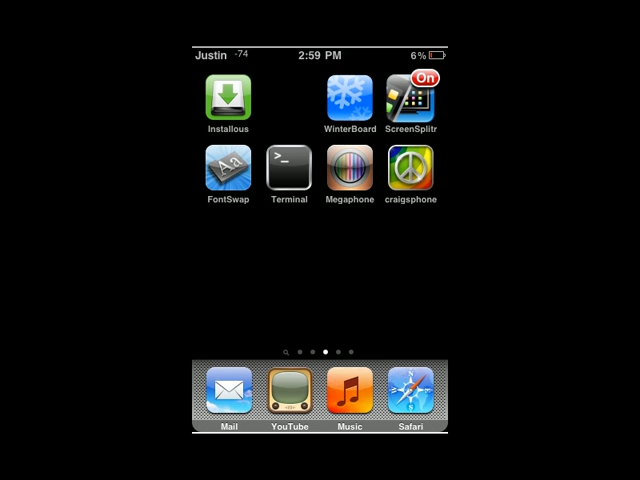 Justin -74 2:59 PM 6%
On
Installous WinterBoard ScreenSplitr
Aa >_
FontSwap Terminal Megaphone craigsphone
N
W E
S
Mail YouTube Music Safari